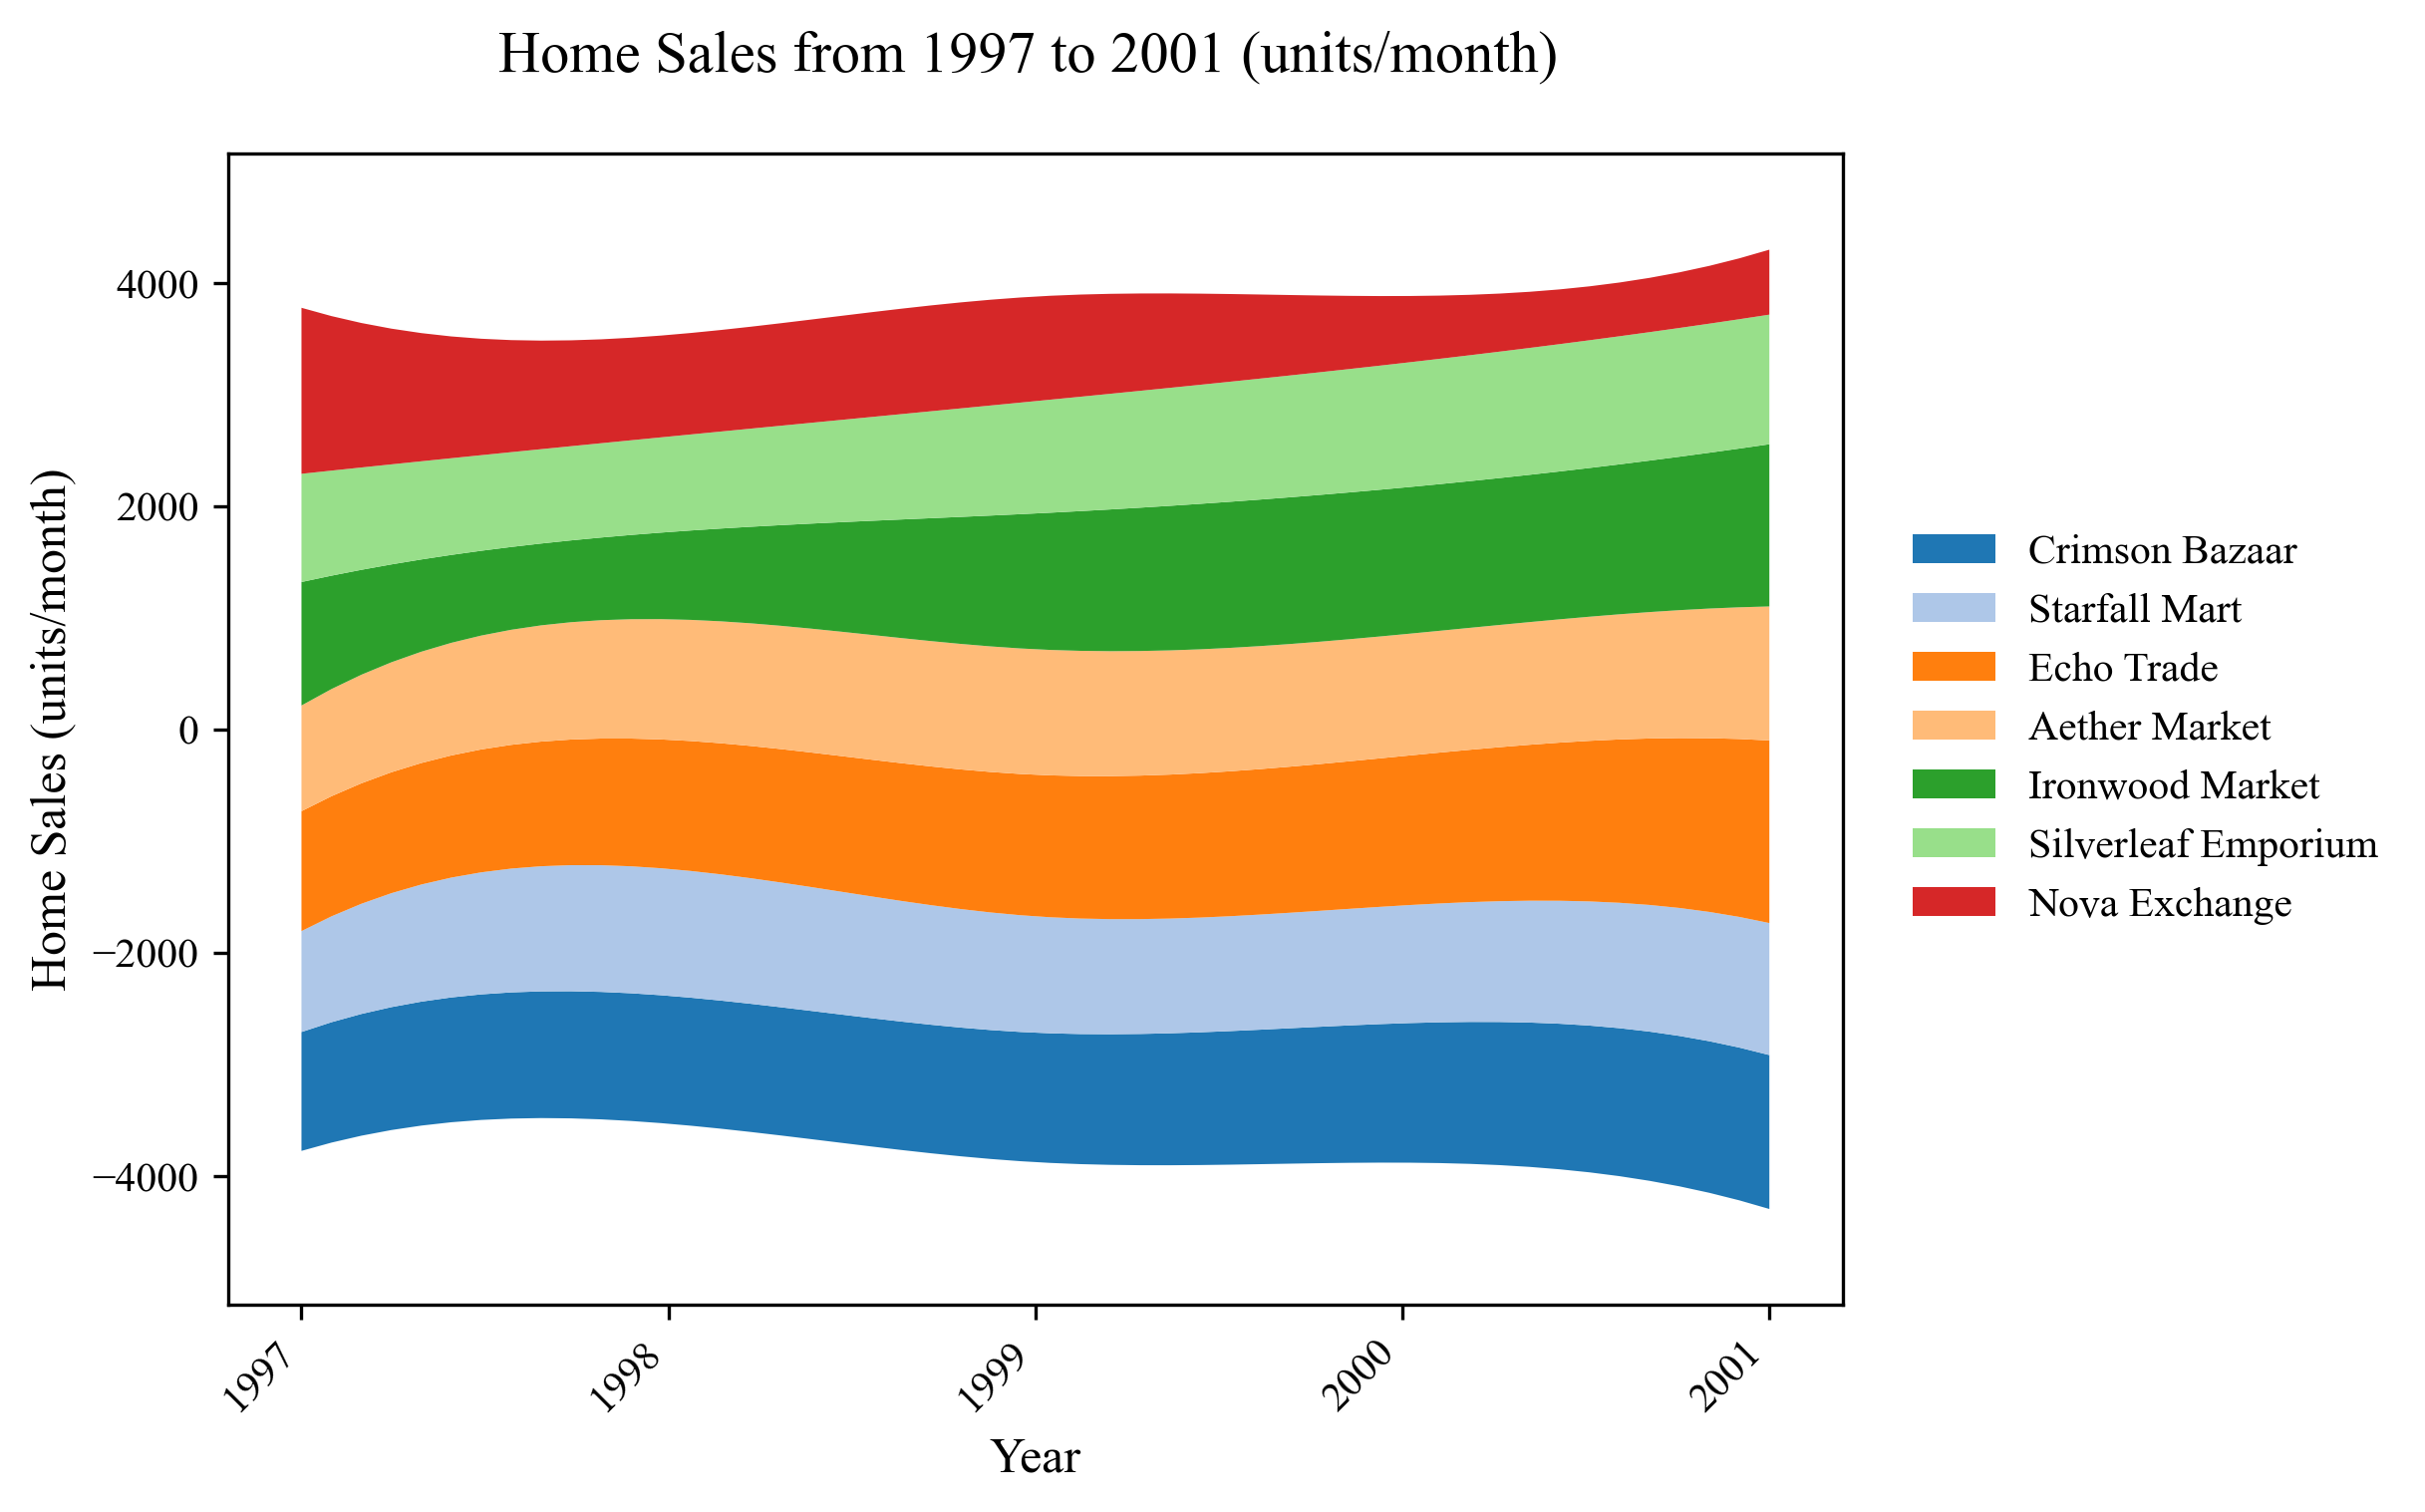 Home Sales from 1997 to 2001 (units/month)
Home Sales (units/month)
4000
2000
0
−2000
−4000
1997
1998
1999
2000
2001
Year
Crimson Bazaar
Starfall Mart
Echo Trade
Aether Market
Ironwood Market
Silverleaf Emporium
Nova Exchange